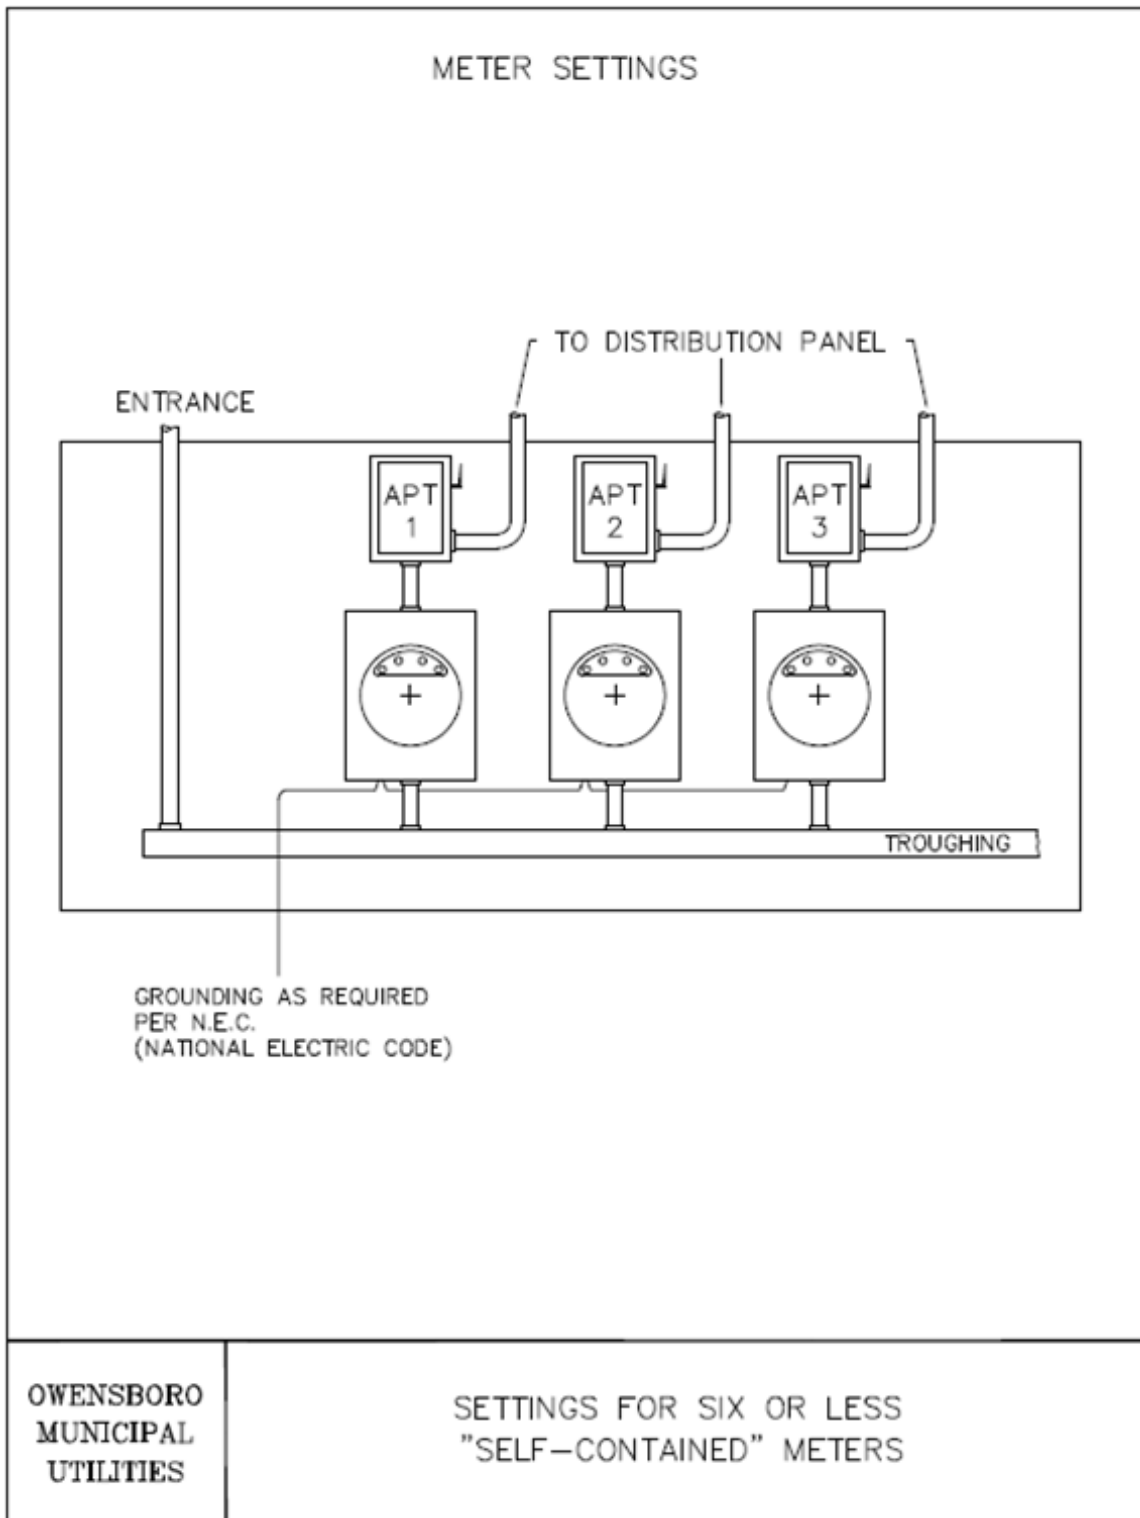 METER SETTINGS
TO DISTRIBUTION PANEL
ENTRANCE
APT
1
APT
2
APT
3
TROUGHING
GROUNDING AS REQUIRED
PER N.E.C.
(NATIONAL ELECTRIC CODE)
OWENSBORO
MUNICIPAL
UTILITIES
SETTINGS FOR SIX OR LESS
"SELF-CONTAINED" METERS